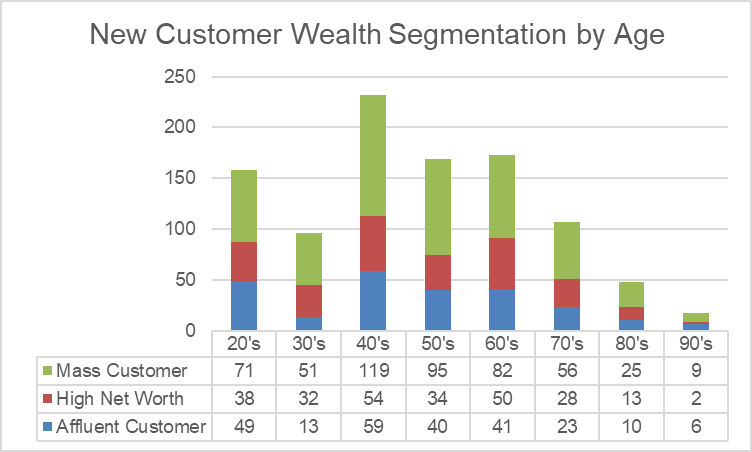 New Customer Wealth Segmentation by Age
250
200
150
100
50
0
20's 30's 40's 50's 60's 70's 80's 90's
Mass Customer 71 51 119 95 82 56 25 9
High Net Worth 38 32 54 34 50 28 13 2
Affluent Customer 49 13 59 40 41 23 10 6